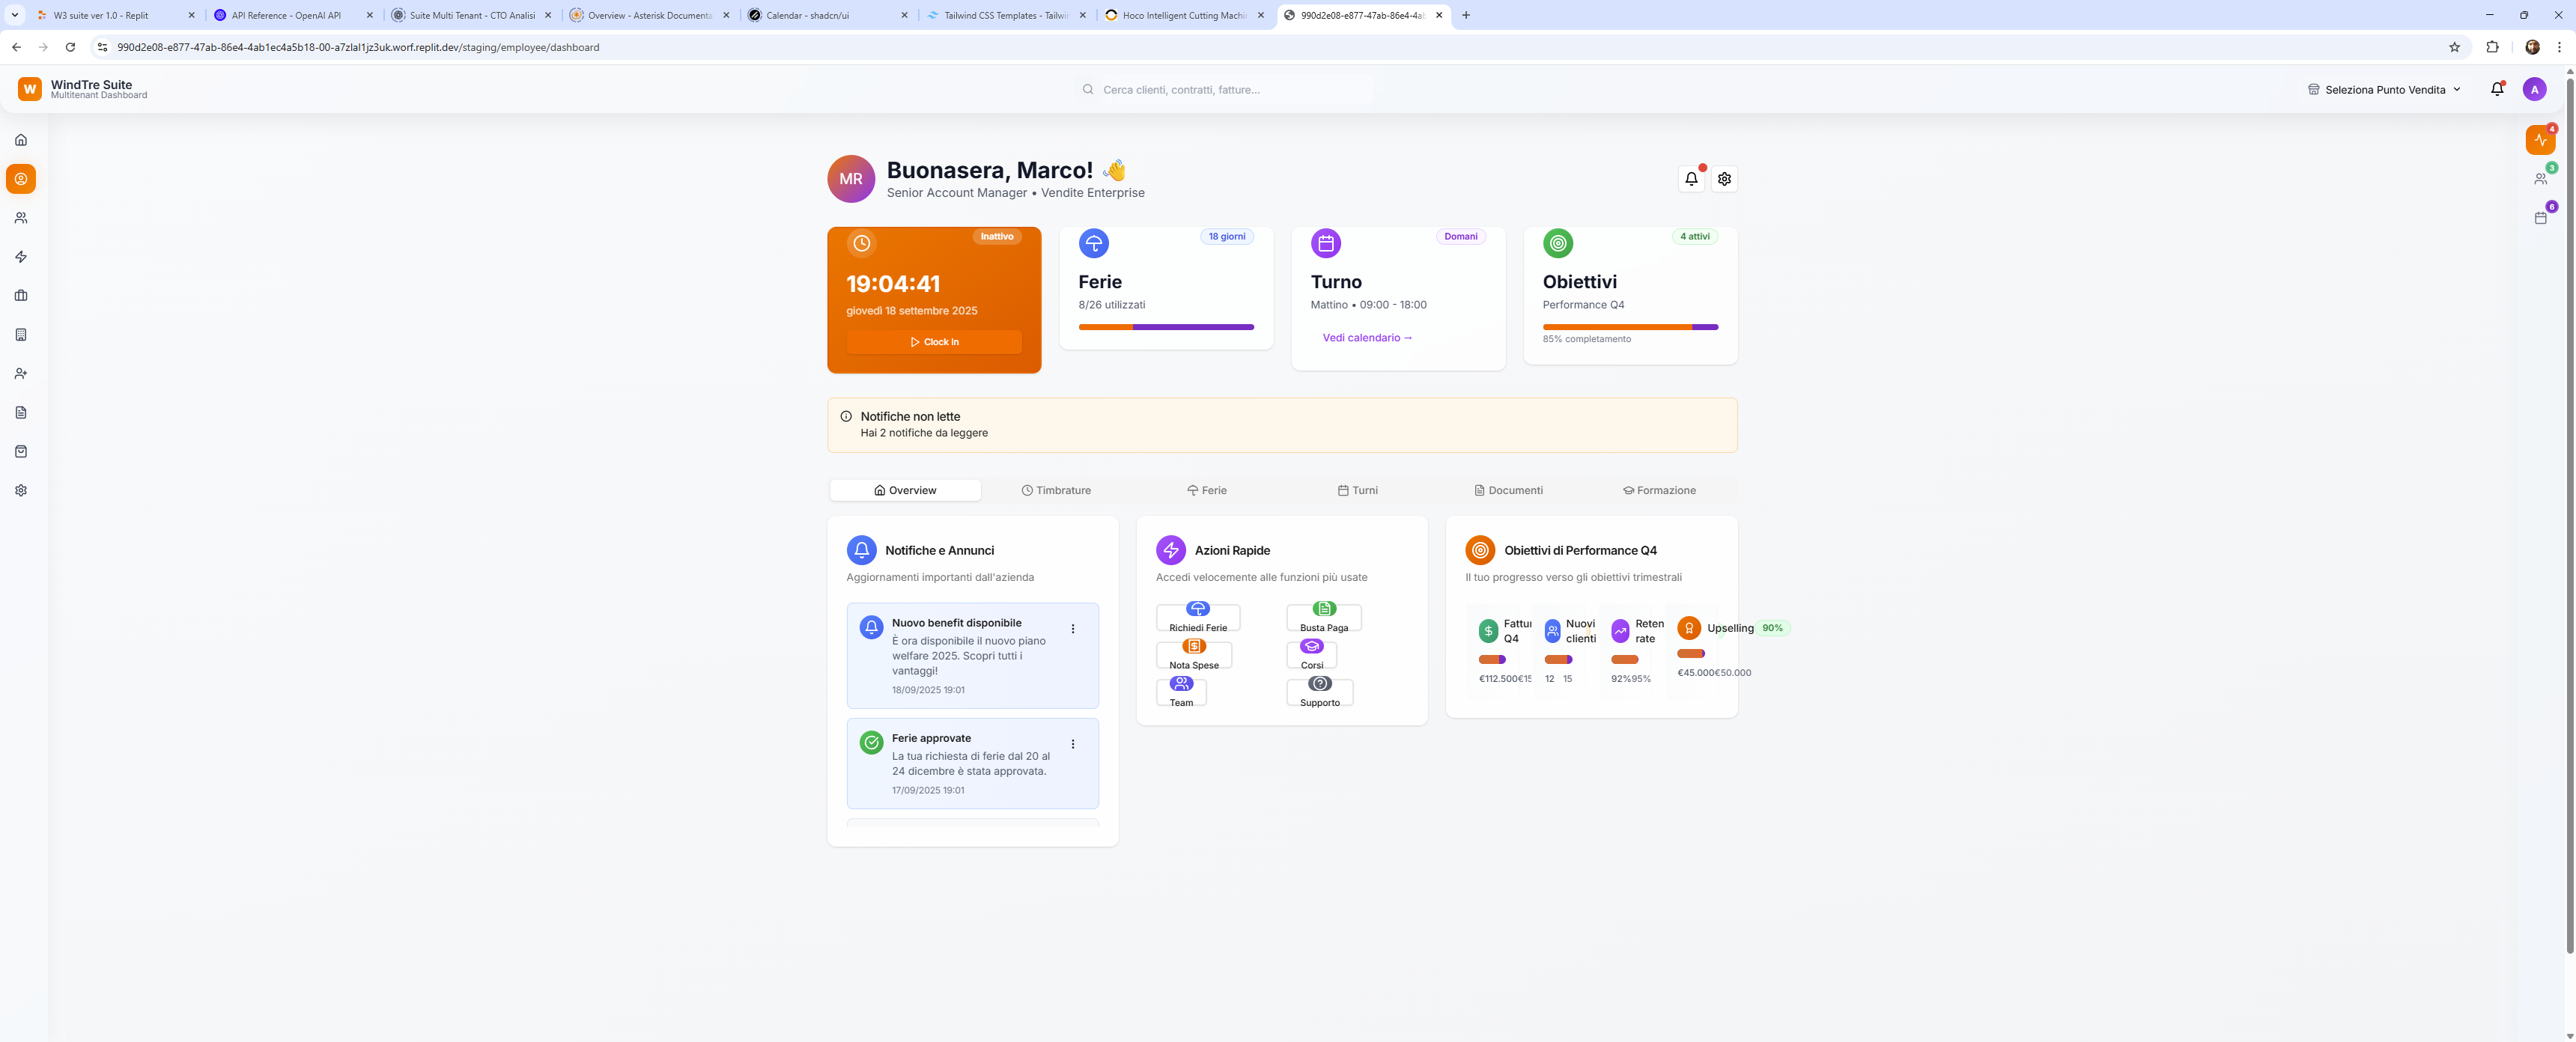 W3 suite ver 1.0 - Replit
API Reference - OpenAI API
Suite Multi Tenant - CTO Analisi
Overview - Asterisk Documenta
Calendar - shadcn/ui
Tailwind CSS Templates - Tailwin
Hoco Intelligent Cutting Machin
990d2e08-e877-47ab-86e4-4ab
990d2e08-e877-47ab-86e4-4ab1ec4a5b18-00-a7zlal1jz3uk.worf.replit.dev/staging/employee/dashboard
W
WindTre Suite
Multitenant Dashboard
Cerca clienti, contratti, fatture...
Seleziona Punto Vendita
A
4
3
6
MR
Buonasera, Marco! 👋
Senior Account Manager • Vendite Enterprise
Inattivo
19:04:41
giovedì 18 settembre 2025
Clock In
18 giorni
Ferie
8/26 utilizzati
Domani
Turno
Mattino • 09:00 - 18:00
Vedi calendario →
4 attivi
Obiettivi
Performance Q4
85% completamento
Notifiche non lette
Hai 2 notifiche da leggere
Overview
Timbrature
Ferie
Turni
Documenti
Formazione
Notifiche e Annunci
Aggiornamenti importanti dall'azienda
Nuovo benefit disponibile
È ora disponibile il nuovo piano
welfare 2025. Scopri tutti i
vantaggi!
18/09/2025 19:01
Ferie approvate
La tua richiesta di ferie dal 20 al
24 dicembre è stata approvata.
17/09/2025 19:01
Azioni Rapide
Accedi velocemente alle funzioni più usate
Richiedi Ferie
Busta Paga
Nota Spese
Corsi
Team
Supporto
Obiettivi di Performance Q4
Il tuo progresso verso gli obiettivi trimestrali
Fattur
Q4
€112.500€15
Nuovi
clienti
12 15
Reten
rate
92%95%
Upselling
90%
€45.000€50.000